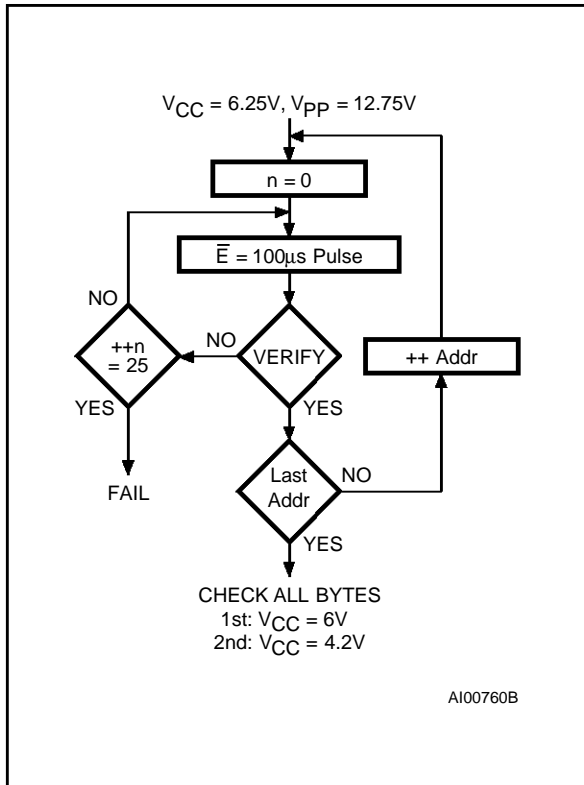 VCC = 6.25V, VPP = 12.75V
n = 0
E̅ = 100μs Pulse
NO
++n
= 25
NO
VERIFY
++ Addr
YES
YES
FAIL
Last
Addr
NO
YES
CHECK ALL BYTES
1st: VCC = 6V
2nd: VCC = 4.2V
AI00760B